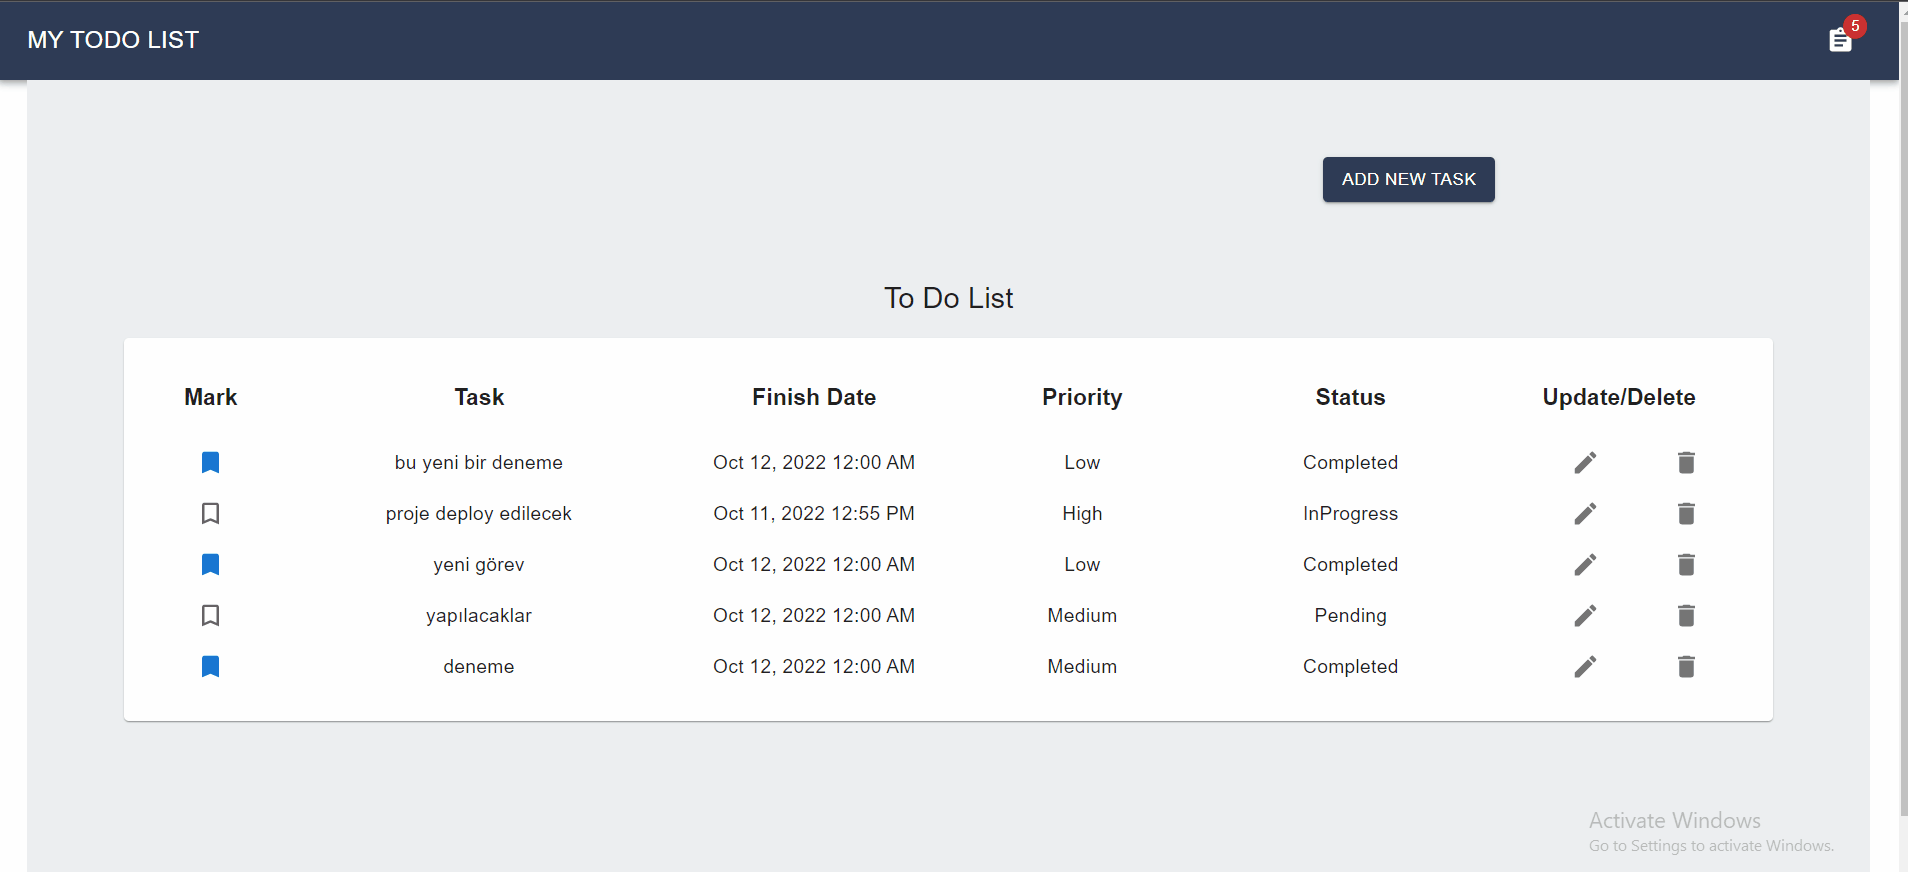 MY TODO LIST 5
ADD NEW TASK
To Do List
Mark Task Finish Date Priority Status Update/Delete
bu yeni bir deneme Oct 12, 2022 12:00 AM Low Completed
proje deploy edilecek Oct 11, 2022 12:55 PM High InProgress
yeni görev Oct 12, 2022 12:00 AM Low Completed
yapılacaklar Oct 12, 2022 12:00 AM Medium Pending
deneme Oct 12, 2022 12:00 AM Medium Completed
Activate Windows
Go to Settings to activate Windows.